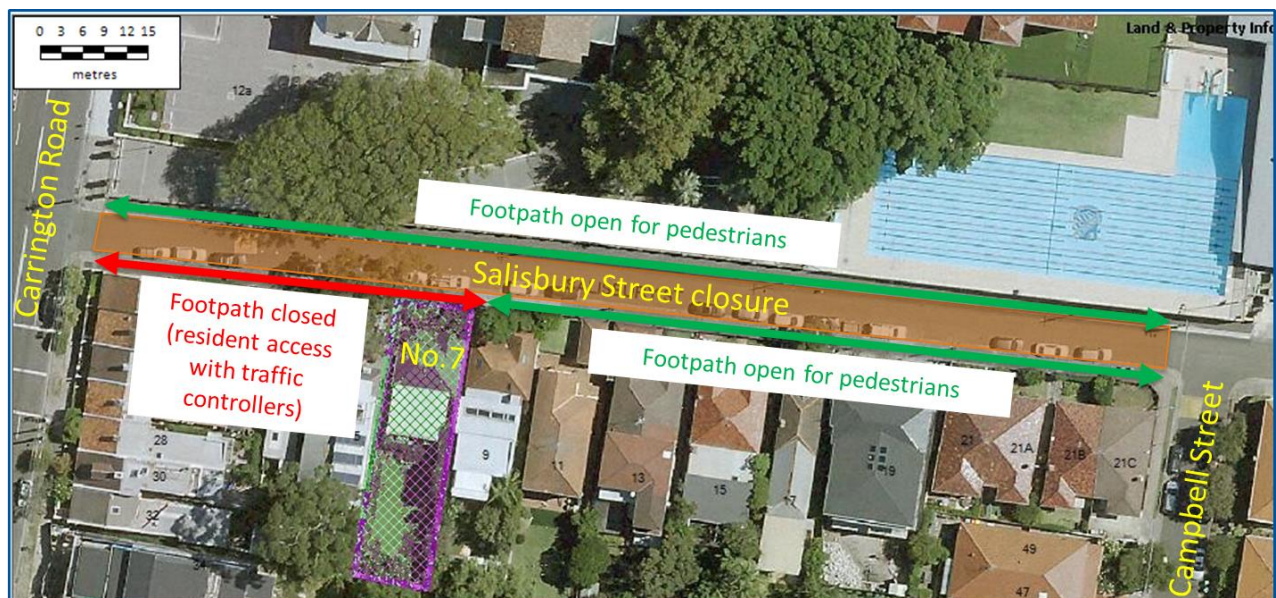 0 3 6 9 12 15
metres
Land & Property Info
12a
Carrington Road
Footpath open for pedestrians
Salisbury Street closure
Footpath closed
(resident access
with traffic
controllers)
No.7
Footpath open for pedestrians
Campbell Street
5
9
11
13
15
17
19
21
21A
21B
21C
28
30
32
49
47